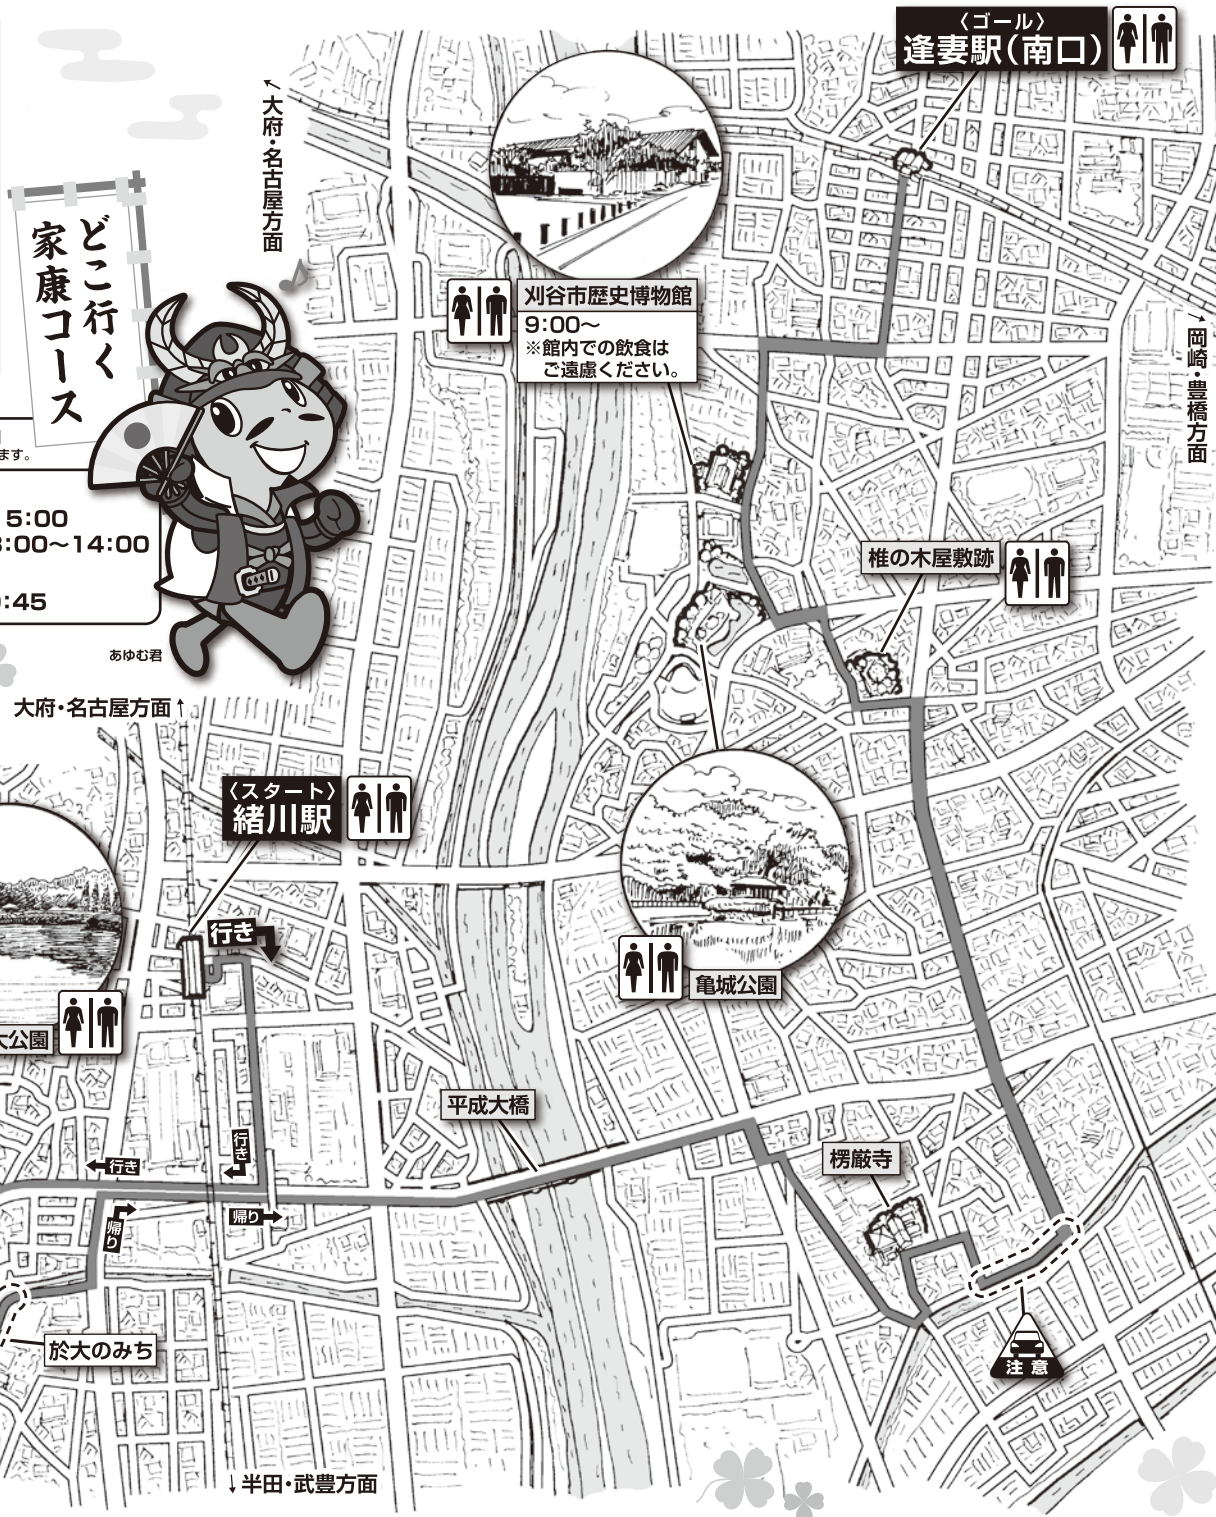 〈ゴール〉
逢妻駅(南口)
←大府・名古屋方面
どこ行く
家康コース
刈谷市歴史博物館
9:00〜
※館内での飲食は
ご遠慮ください。
→岡崎・豊橋方面
ます。
5:00
:00〜14:00
:45
椎の木屋敷跡
あゆむ君
大府・名古屋方面↑
〈スタート〉
緒川駅
行き
亀城公園
大公園
平成大橋
行き
行き
楞厳寺
帰り
帰り
於大のみち
注意
↓半田・武豊方面